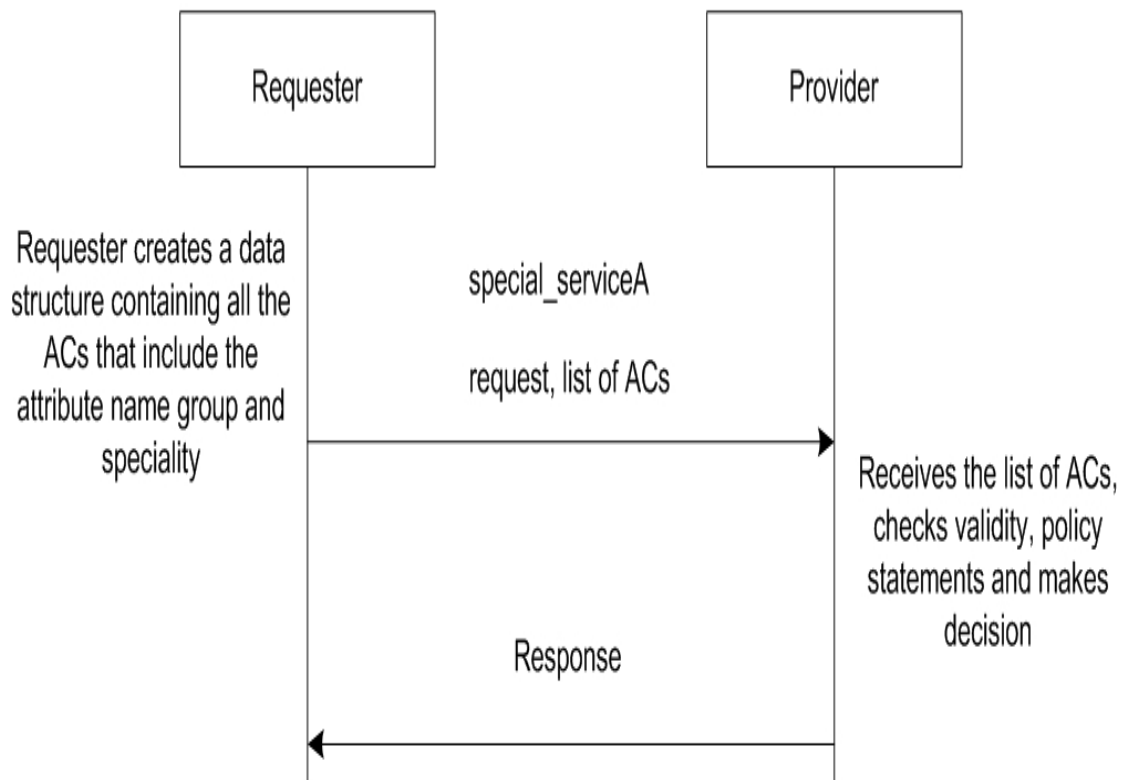 Requester
Provider
Requester creates a data
structure containing all the
ACs that include the
attribute name group and
speciality
special_serviceA
request, list of ACs
Receives the list of ACs,
checks validity, policy
statements and makes
decision
Response